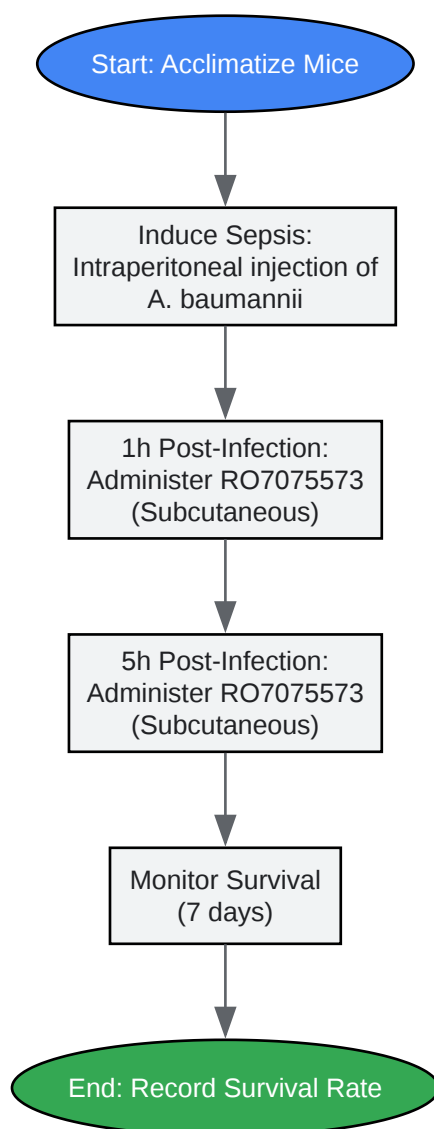 Start: Acclimatize Mice
Induce Sepsis:
Intraperitoneal injection of
A. baumannii
1h Post-Infection:
Administer RO7075573
(Subcutaneous)
5h Post-Infection:
Administer RO7075573
(Subcutaneous)
Monitor Survival
(7 days)
End: Record Survival Rate